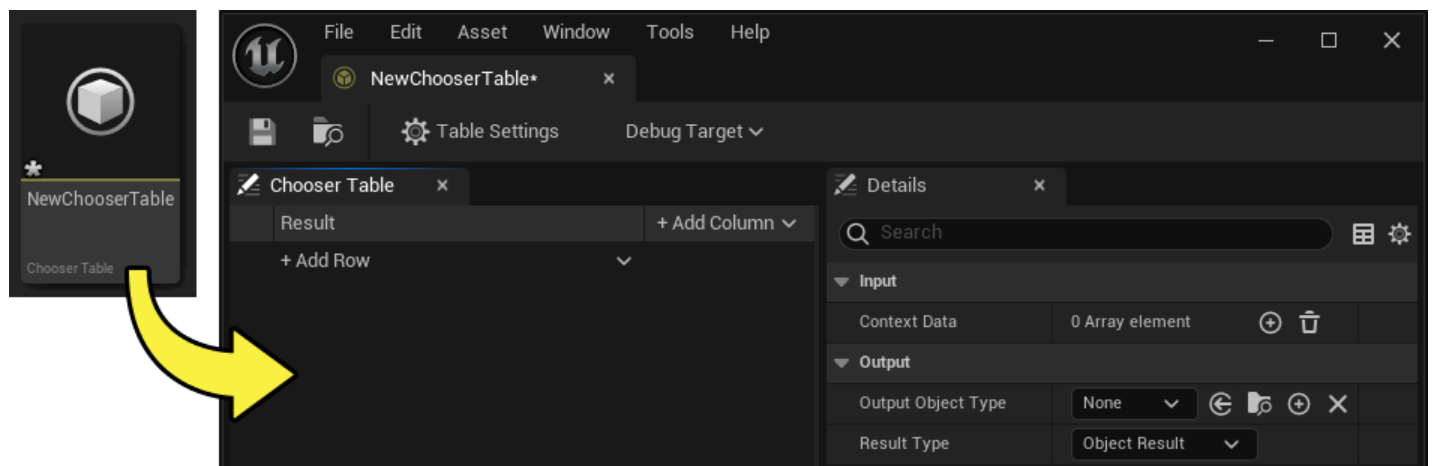 NewChooserTable
Chooser Table
File Edit Asset Window Tools Help
NewChooserTable*
Table Settings Debug Target
Chooser Table
Result + Add Column
+ Add Row
Details
Search
Input
Context Data 0 Array element
Output
Output Object Type None
Result Type Object Result